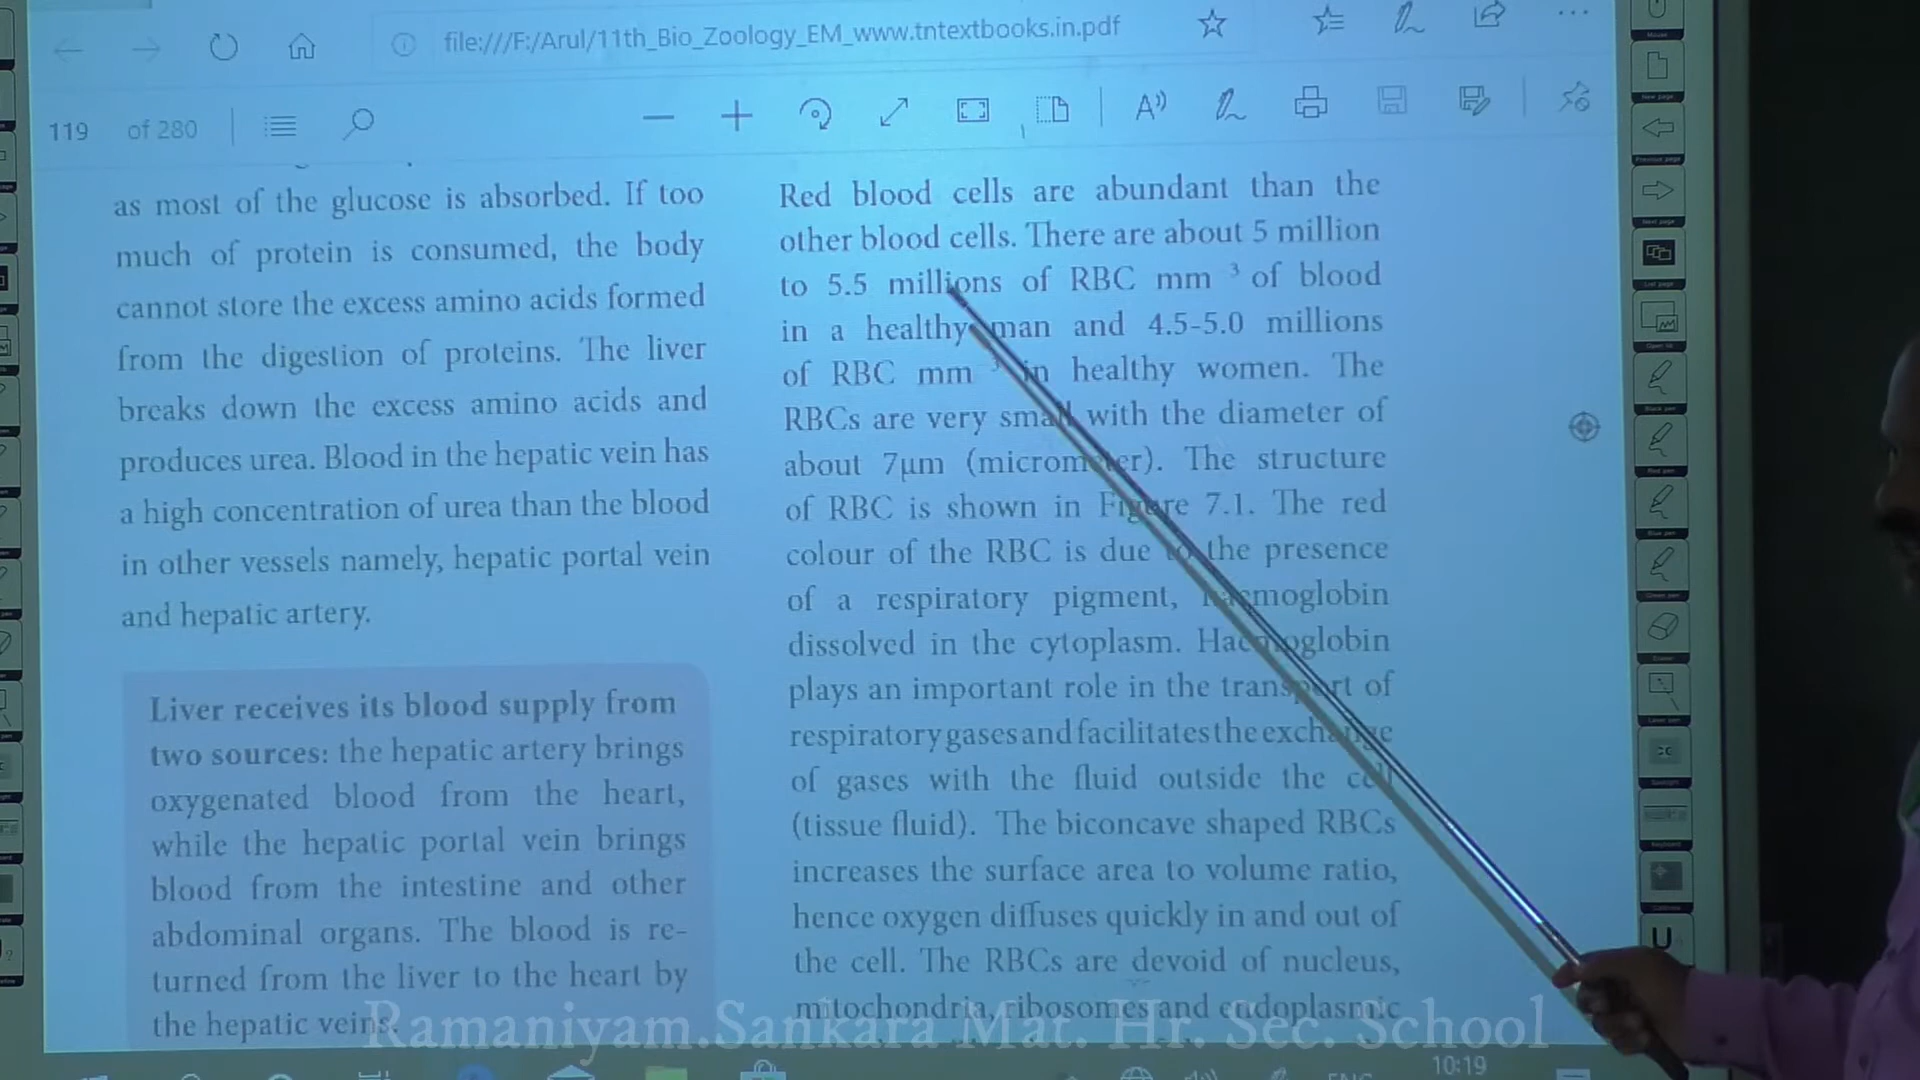 file:///F:/Arul/11th_Bio_Zoology_EM_www.tntextbooks.in.pdf
119 of 280
as most of the glucose is absorbed. If too
much of protein is consumed, the body
cannot store the excess amino acids formed
from the digestion of proteins. The liver
breaks down the excess amino acids and
produces urea. Blood in the hepatic vein has
a high concentration of urea than the blood
in other vessels namely, hepatic portal vein
and hepatic artery.
Liver receives its blood supply from
two sources: the hepatic artery brings
oxygenated blood from the heart,
while the hepatic portal vein brings
blood from the intestine and other
abdominal organs. The blood is re-
turned from the liver to the heart by
the hepatic veins.
Red blood cells are abundant than the
other blood cells. There are about 5 million
to 5.5 millions of RBC mm 3 of blood
in a healthy man and 4.5-5.0 millions
of RBC mm 3 in healthy women. The
RBCs are very small with the diameter of
about 7μm (micrometer). The structure
of RBC is shown in Figure 7.1. The red
colour of the RBC is due to the presence
of a respiratory pigment, haemoglobin
dissolved in the cytoplasm. Haemoglobin
plays an important role in the transport of
respiratory gases and facilitates the exchange
of gases with the fluid outside the cell
(tissue fluid). The biconcave shaped RBCs
increases the surface area to volume ratio,
hence oxygen diffuses quickly in and out of
the cell. The RBCs are devoid of nucleus,
mitochondria, ribosomes and endoplasmic
Ramaniyam.Sankara Mat. Hr. Sec. School
10:19